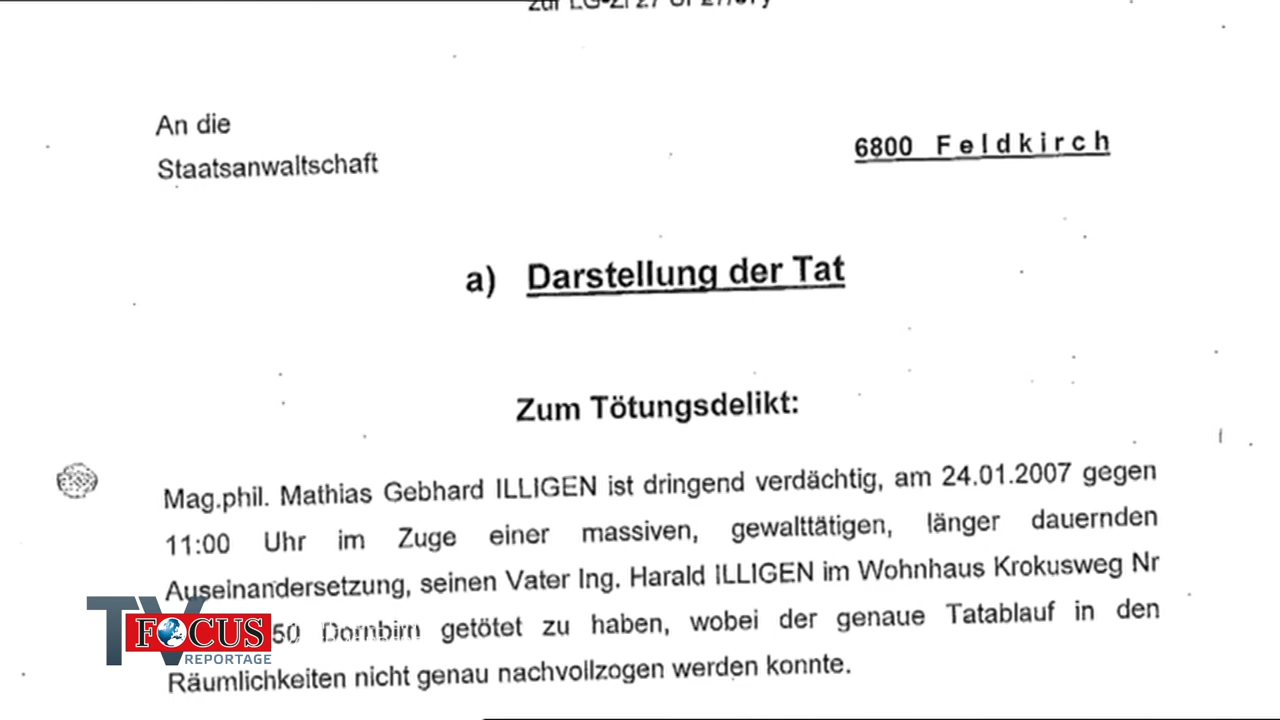 An die
Staatsanwaltschaft
6800 Feldkirch
a) Darstellung der Tat
Zum Tötungsdelikt:
Mag.phil. Mathias Gebhard ILLIGEN ist dringend verdächtig, am 24.01.2007 gegen
11:00 Uhr im Zuge einer massiven, gewalttätigen, länger dauernden
Auseinandersetzung, seinen Vater Ing. Harald ILLIGEN im Wohnhaus Krokusweg Nr
50 Dornbirn getötet zu haben, wobei der genaue Tatablauf in den
Räumlichkeiten nicht genau nachvollzogen werden konnte.
TV
FOCUS
REPORTAGE